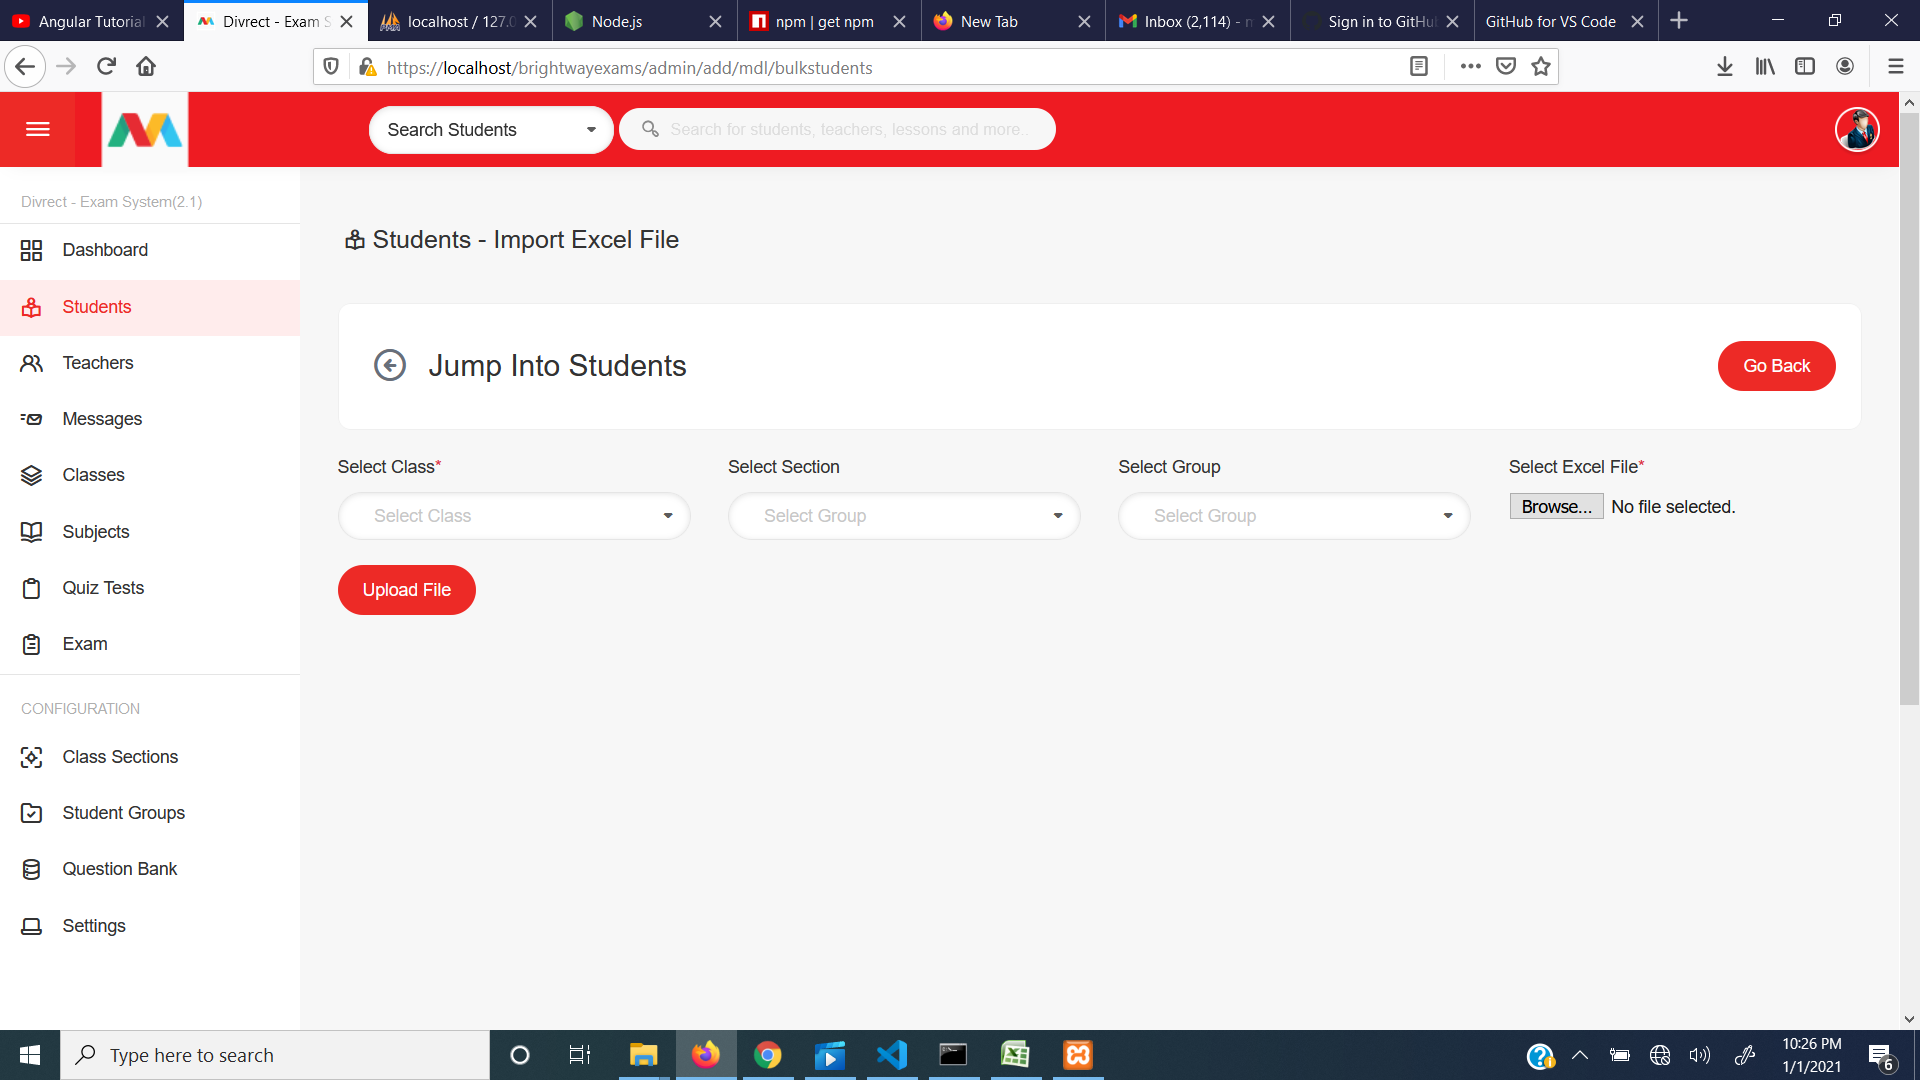 Angular Tutorial
Divrect - Exam S
localhost / 127.0
Node.js
npm | get npm
New Tab
Inbox (2,114) - m
Sign in to GitHub
GitHub for VS Code
https://localhost/brightwayexams/admin/add/mdl/bulkstudents
Search Students
Search for students, teachers, lessons and more..
Divrect - Exam System(2.1)
Dashboard
Students
Teachers
Messages
Classes
Subjects
Quiz Tests
Exam
CONFIGURATION
Class Sections
Student Groups
Question Bank
Settings
Students - Import Excel File
Jump Into Students
Go Back
Select Class*
Select Section
Select Group
Select Excel File*
Select Class
Select Group
Select Group
Browse...
No file selected.
Upload File
Type here to search
10:26 PM
1/1/2021
6